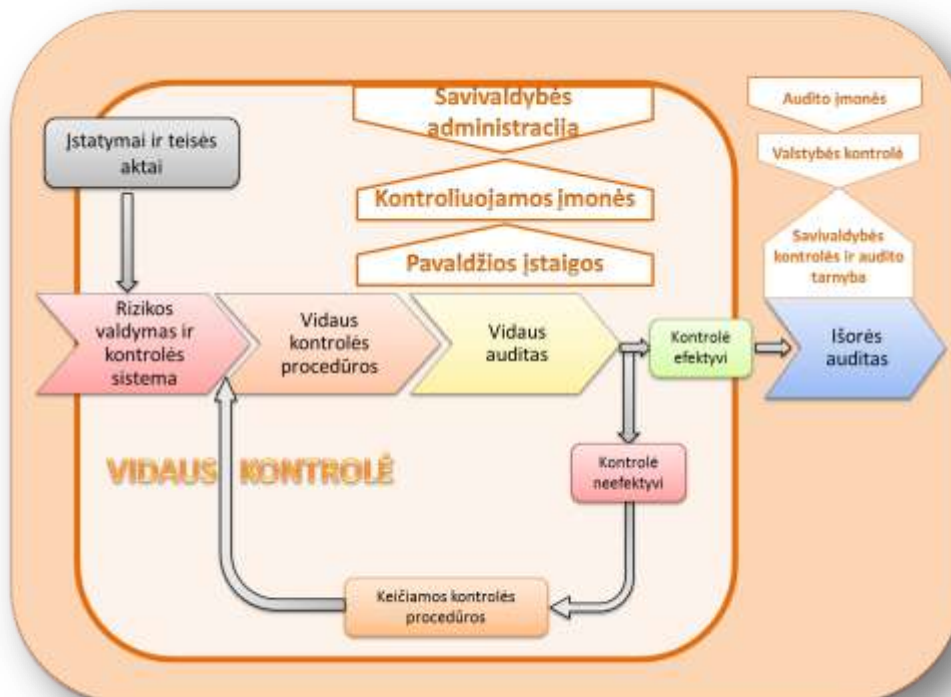 Savivaldybės
administracija
Audito įmonės
Įstatymai ir teisės
aktai
Valstybės kontrolė
Kontroliuojamos įmonės
Pavaldžios įstaigos
Savivaldybės
kontrolės ir audito
tarnyba
Rizikos
valdymas ir
kontrolės
sistema
Vidaus
kontrolės
procedūros
Vidaus
auditas
Kontrolė
efektyvi
Išorės
auditas
VIDAUS KONTROLĖ
Kontrolė
neefektyvi
Keičiamos kontrolės
procedūros